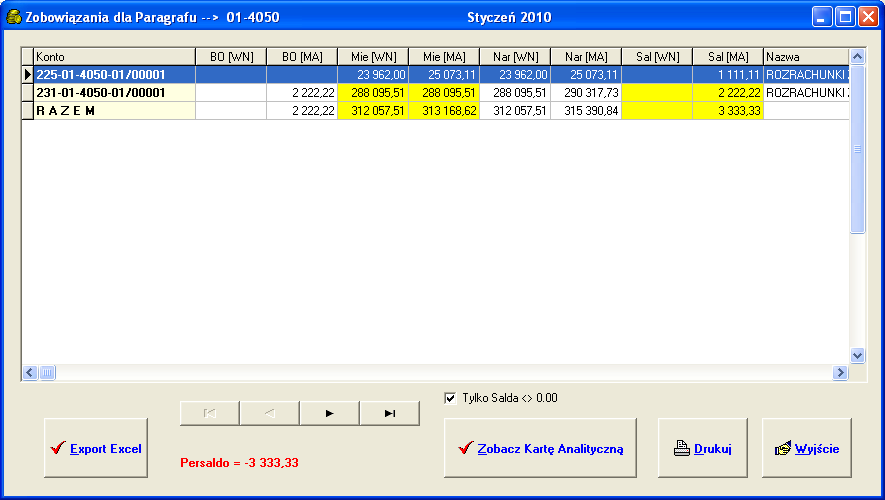 Zobowiązania dla Paragrafu --> 01-4050 Styczeń 2010
Konto BO [WN] BO [MA] Mie [WN] Mie [MA] Nar [WN] Nar [MA] Sal [WN] Sal [MA] Nazwa
225-01-4050-01/00001 23 962,00 25 073,11 23 962,00 25 073,11 1 111,11 ROZRACHUNKI
231-01-4050-01/00001 2 222,22 288 095,51 288 095,51 288 095,51 290 317,73 2 222,22 ROZRACHUNKI
R A Z E M 2 222,22 312 057,51 313 168,62 312 057,51 315 390,84 3 333,33
Tylko Salda <> 0.00
Export Excel
Persaldo = -3 333,33
Zobacz Kartę Analityczną
Drukuj
Wyjście